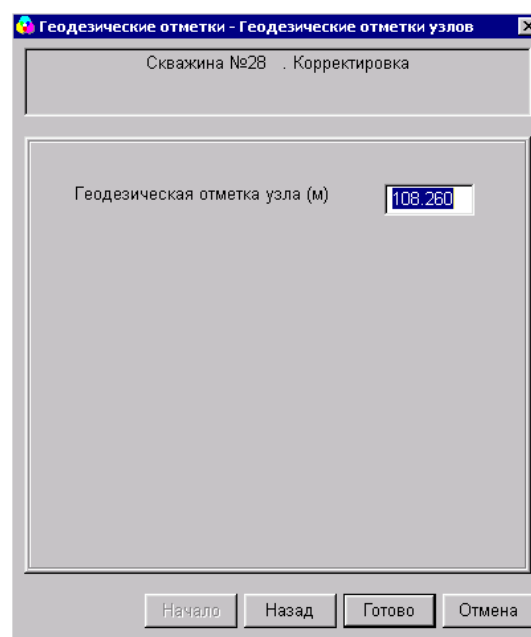 Геодезические отметки - Геодезические отметки узлов
Скважина №28 . Корректировка
Геодезическая отметка узла (м) 108.260
Начало Назад Готово Отмена